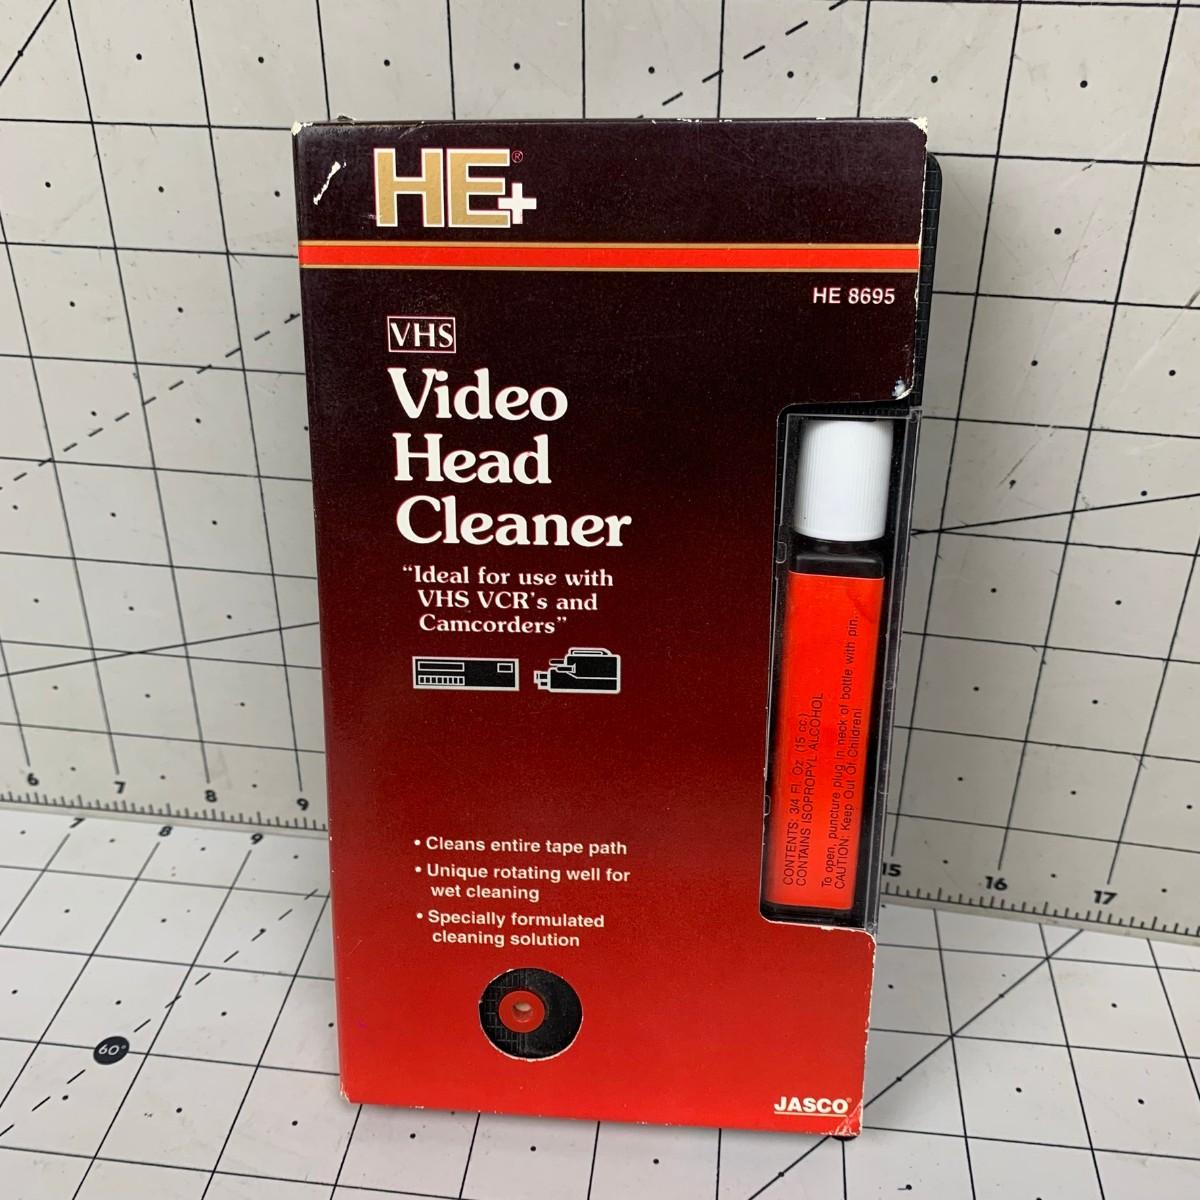 HE+®
HE 8695
VHS
Video
Head
Cleaner
“Ideal for use with
VHS VCR's and
Camcorders”
• Cleans entire tape path
• Unique rotating well for
wet cleaning
• Specially formulated
cleaning solution
JASCO®
CONTENTS: 3/4 Fl. Oz. (15 cc.)
CONTAINS ISOPROPYL ALCOHOL
To open, puncture plug in neck of bottle with pin.
CAUTION: Keep Out Of Children!
6 7 8 9
7 8 9
15 16 17
60°